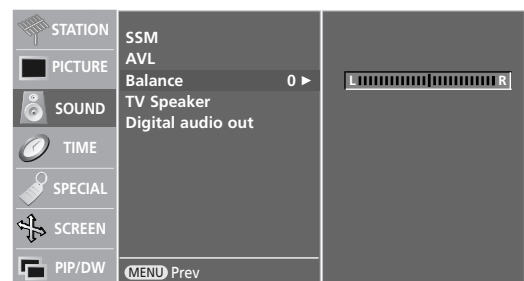 STATION
PICTURE
SOUND
TIME
SPECIAL
SCREEN
PIP/DW
SSM
AVL
Balance 0 ►
TV Speaker
Digital audio out
MENU Prev
L R